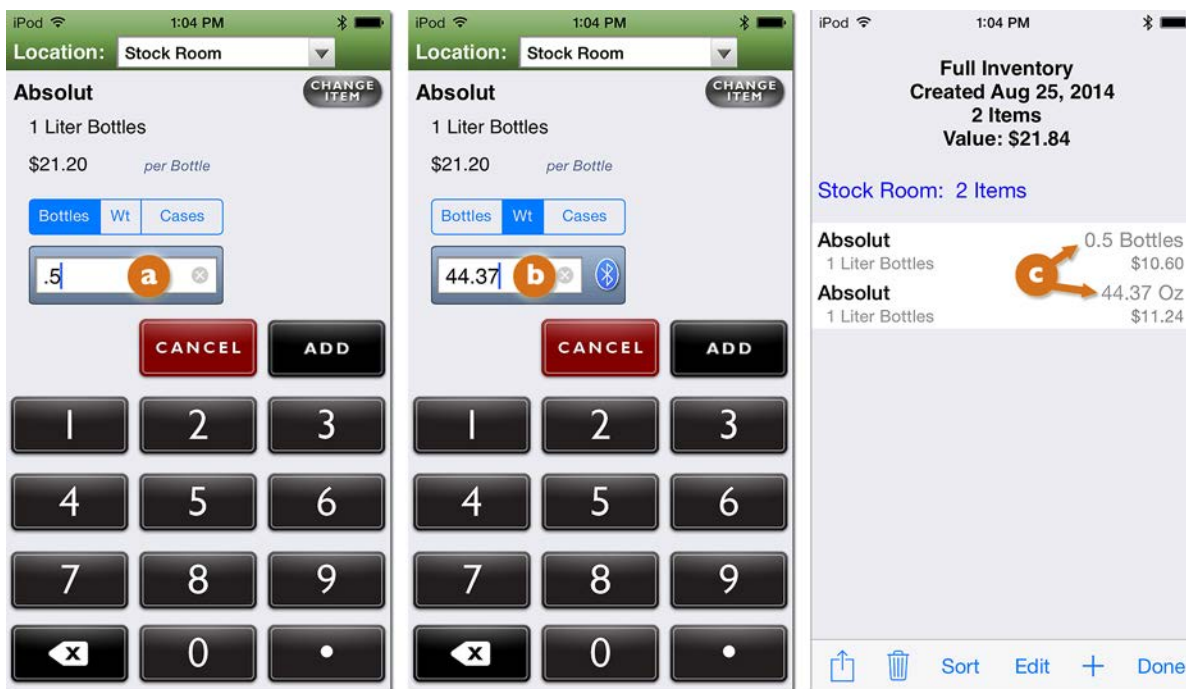 iPod 1:04 PM
Location: Stock Room
Absolut
CHANGE ITEM
1 Liter Bottles
$21.20 per Bottle
Bottles Wt Cases
.5 a
CANCEL ADD
1 2 3
4 5 6
7 8 9
X 0 .
iPod 1:04 PM
Location: Stock Room
Absolut
CHANGE ITEM
1 Liter Bottles
$21.20 per Bottle
Bottles Wt Cases
44.37 b
CANCEL ADD
1 2 3
4 5 6
7 8 9
X 0 .
iPod 1:04 PM
Full Inventory
Created Aug 25, 2014
2 Items
Value: $21.84
Stock Room: 2 Items
Absolut 0.5 Bottles
1 Liter Bottles $10.60
c
Absolut 44.37 Oz
1 Liter Bottles $11.24
Sort Edit + Done